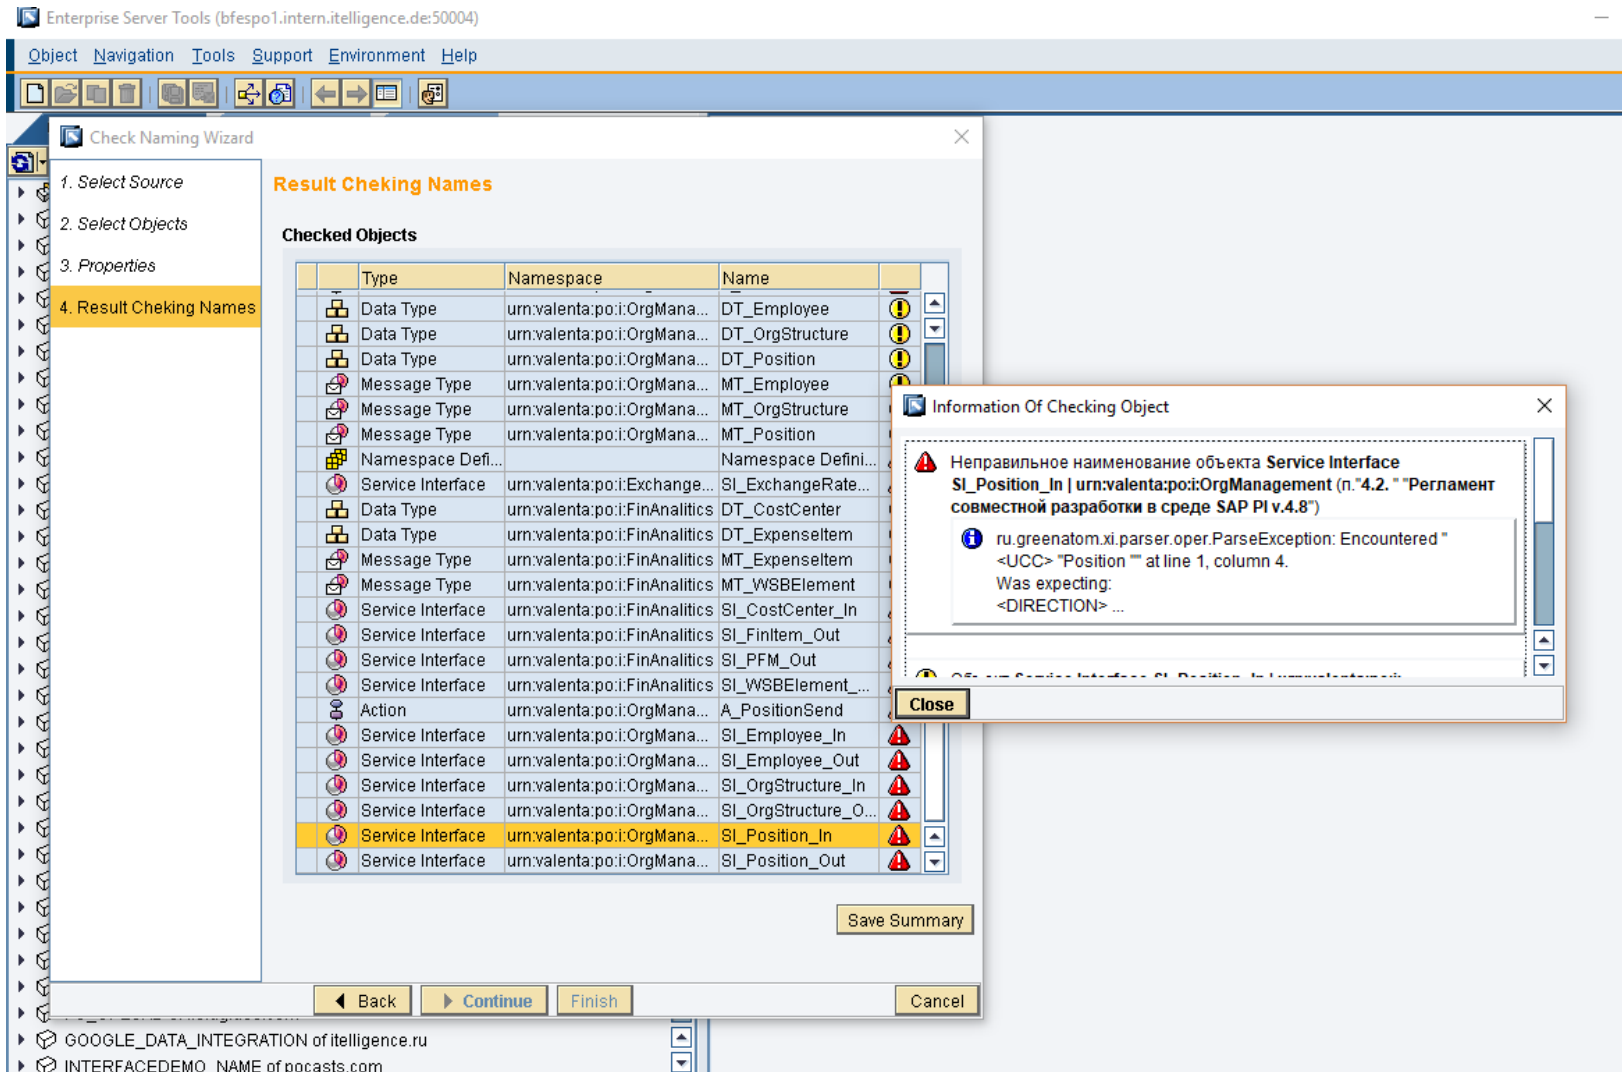 Enterprise Server Tools (bfespo1.intern.itelligence.de:50004)
Object Navigation Tools Support Environment Help
Check Naming Wizard
1. Select Source
2. Select Objects
3. Properties
4. Result Cheking Names
Result Cheking Names
Checked Objects
Type Namespace Name
Data Type urn:valenta:po:i:OrgMana... DT_Employee
Data Type urn:valenta:po:i:OrgMana... DT_OrgStructure
Data Type urn:valenta:po:i:OrgMana... DT_Position
Message Type urn:valenta:po:i:OrgMana... MT_Employee
Message Type urn:valenta:po:i:OrgMana... MT_OrgStructure
Message Type urn:valenta:po:i:OrgMana... MT_Position
Namespace Defi... Namespace Defini...
Service Interface urn:valenta:po:i:Exchange... SI_ExchangeRate...
Data Type urn:valenta:po:i:FinAnalitics DT_CostCenter
Data Type urn:valenta:po:i:FinAnalitics DT_ExpenseItem
Message Type urn:valenta:po:i:FinAnalitics MT_ExpenseItem
Message Type urn:valenta:po:i:FinAnalitics MT_WSBElement
Service Interface urn:valenta:po:i:FinAnalitics SI_CostCenter_In
Service Interface urn:valenta:po:i:FinAnalitics SI_FinItem_Out
Service Interface urn:valenta:po:i:FinAnalitics SI_PFM_Out
Service Interface urn:valenta:po:i:FinAnalitics SI_WSBElement_...
Action urn:valenta:po:i:OrgMana... A_PositionSend
Service Interface urn:valenta:po:i:OrgMana... SI_Employee_In
Service Interface urn:valenta:po:i:OrgMana... SI_Employee_Out
Service Interface urn:valenta:po:i:OrgMana... SI_OrgStructure_In
Service Interface urn:valenta:po:i:OrgMana... SI_OrgStructure_O...
Service Interface urn:valenta:po:i:OrgMana... SI_Position_In
Service Interface urn:valenta:po:i:OrgMana... SI_Position_Out
Save Summary
Back Continue Finish Cancel
GOOGLE_DATA_INTEGRATION of itelligence.ru
INTERFACEDEMO_NAME of pocasts.com
Information Of Checking Object
Неправильное наименование объекта Service Interface
SI_Position_In | urn:valenta:po:i:OrgManagement (п."4.2. " "Регламент
совместной разработки в среде SAP PI v.4.8")
ru.greenatom.xi.parser.oper.ParseException: Encountered "
<UCC> "Position "" at line 1, column 4.
Was expecting:
<DIRECTION> ...
Close